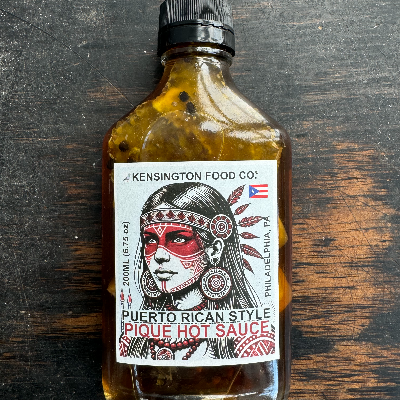 KENSINGTON FOOD CO.
200ML (6.75 oz)
PHILADELPHIA, PA
PUERTO RICAN STYLE
PIQUE HOT SAUCE